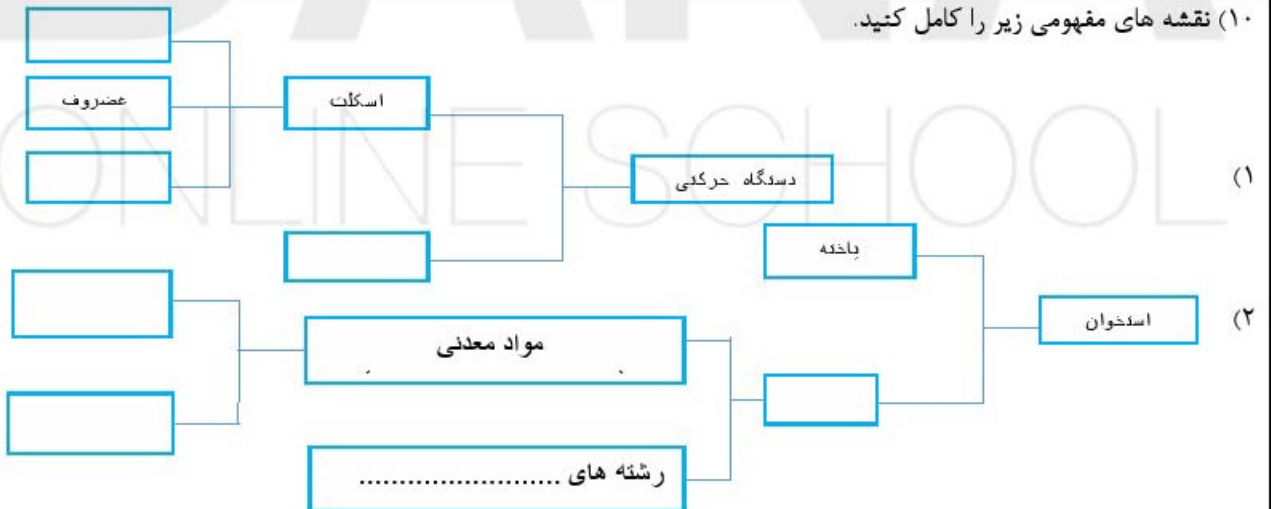 ۱۰) نقشه های مفهومی زیر را کامل کنید.
غضروف
اسکلت
ONLINE SCHOOL
دستگاه حرکتی
۱)
یاخته
استخوان
۲)
مواد معدنی
رشته های .........................